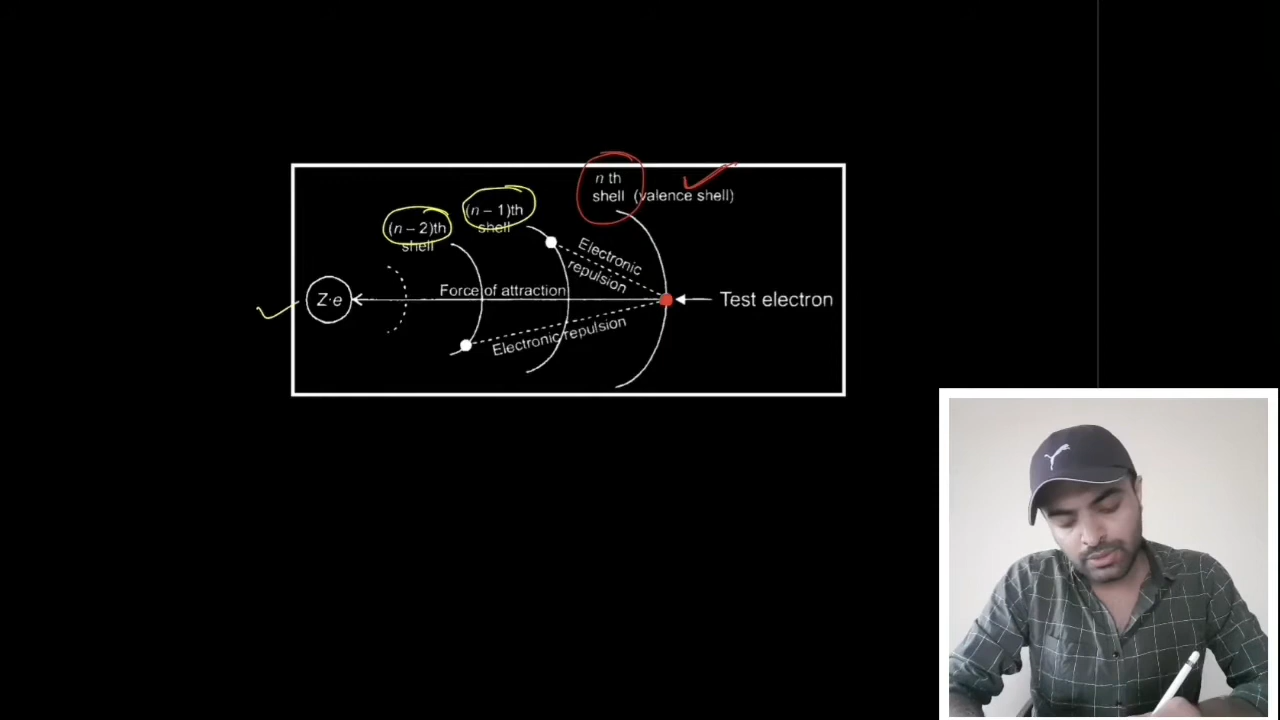 n th
shell (valence shell)
(n – 1)th
shell
(n – 2)th
shell
Electronic
repulsion
Z·e
Force of attraction
Test electron
Electronic repulsion